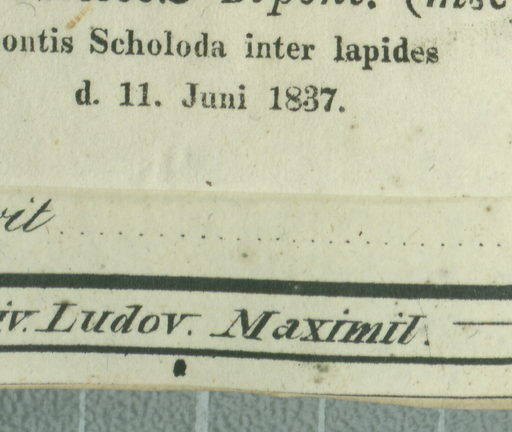 ontis Scholoda inter lapides
d. 11. Juni 1837.
rit
iv. Ludov. Maximil.